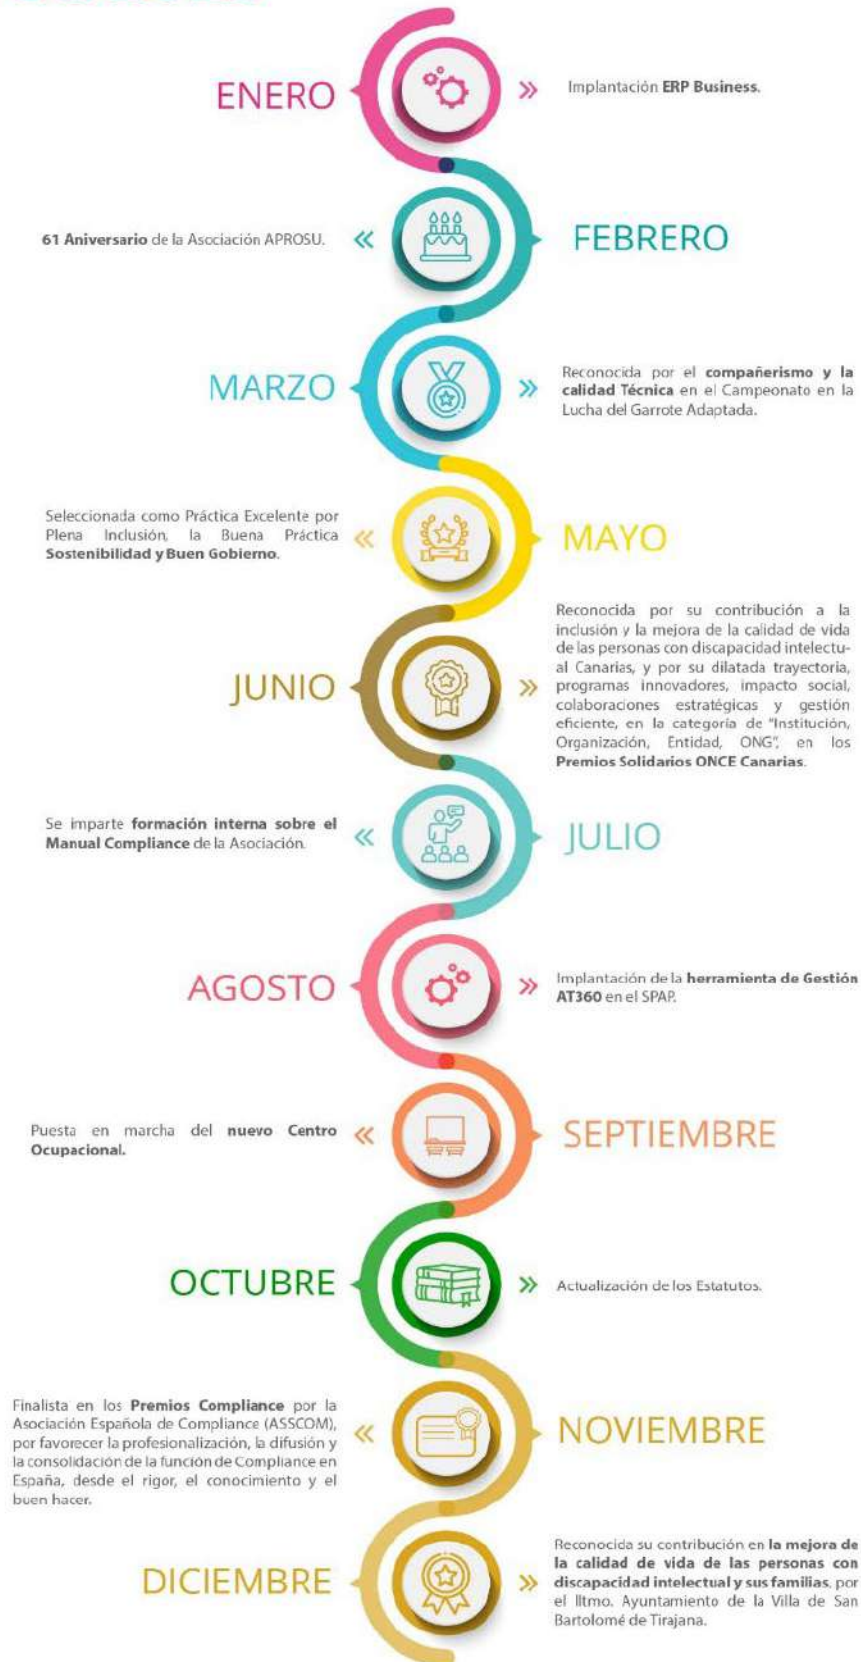 ENERO
Implantación ERP Business.
61 Aniversario de la Asociación APROSU.
FEBRERO
MARZO
Reconocida por el compañerismo y la
calidad Técnica en el Campeonato en la
Lucha del Garrote Adaptada.
Seleccionada como Práctica Excelente por
Plena Inclusión, la Buena Práctica
Sostenibilidad y Buen Gobierno.
MAYO
JUNIO
Reconocida por su contribución a la
inclusión y la mejora de la calidad de vida
de las personas con discapacidad intelectu-
al Canarias, y por su dilatada trayectoria,
programas innovadores, impacto social,
colaboraciones estratégicas y gestión
eficiente, en la categoría de "Institución,
Organización, Entidad, ONG", en los
Premios Solidarios ONCE Canarias.
Se imparte formación interna sobre el
Manual Compliance de la Asociación.
JULIO
AGOSTO
Implantación de la herramienta de Gestión
AT360 en el SPAP.
Puesta en marcha del nuevo Centro
Ocupacional.
SEPTIEMBRE
OCTUBRE
Actualización de los Estatutos.
Finalista en los Premios Compliance por la
Asociación Española de Compliance (ASSCOM),
por favorecer la profesionalización, la difusión y
la consolidación de la función de Compliance en
España, desde el rigor, el conocimiento y el
buen hacer.
NOVIEMBRE
DICIEMBRE
Reconocida su contribución en la mejora de
la calidad de vida de las personas con
discapacidad intelectual y sus familias, por
el Iltmo. Ayuntamiento de la Villa de San
Bartolomé de Tirajana.